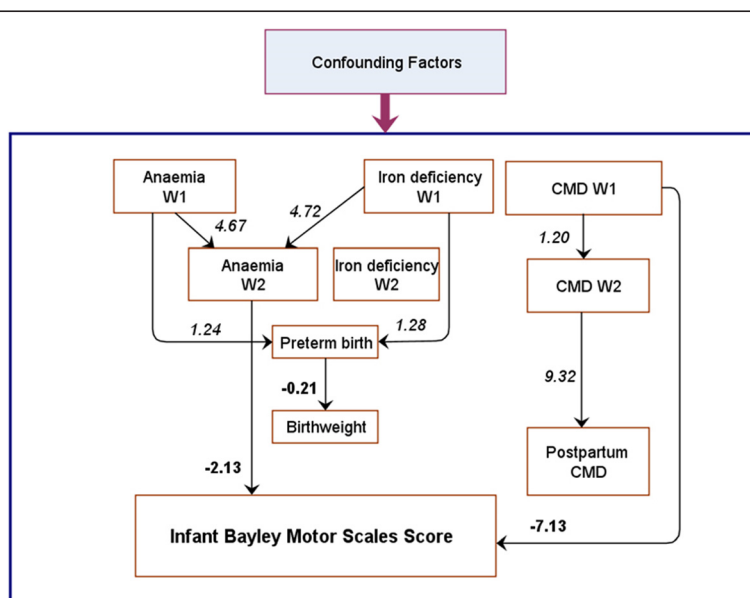 Confounding Factors
Anaemia
W1
Iron deficiency
W1
CMD W1
4.67
4.72
1.20
Anaemia
W2
Iron deficiency
W2
CMD W2
1.24
1.28
Preterm birth
-0.21
9.32
Birthweight
Postpartum
CMD
-2.13
-7.13
Infant Bayley Motor Scales Score